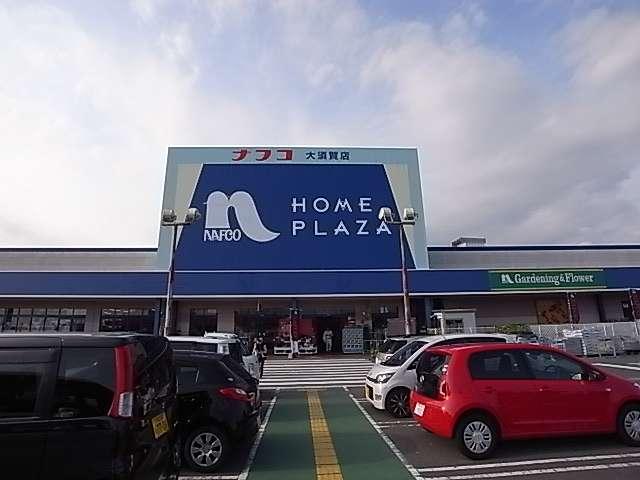 ナフコ 大須賀店
NAFCO
HOME
PLAZA
Gardening & Flower